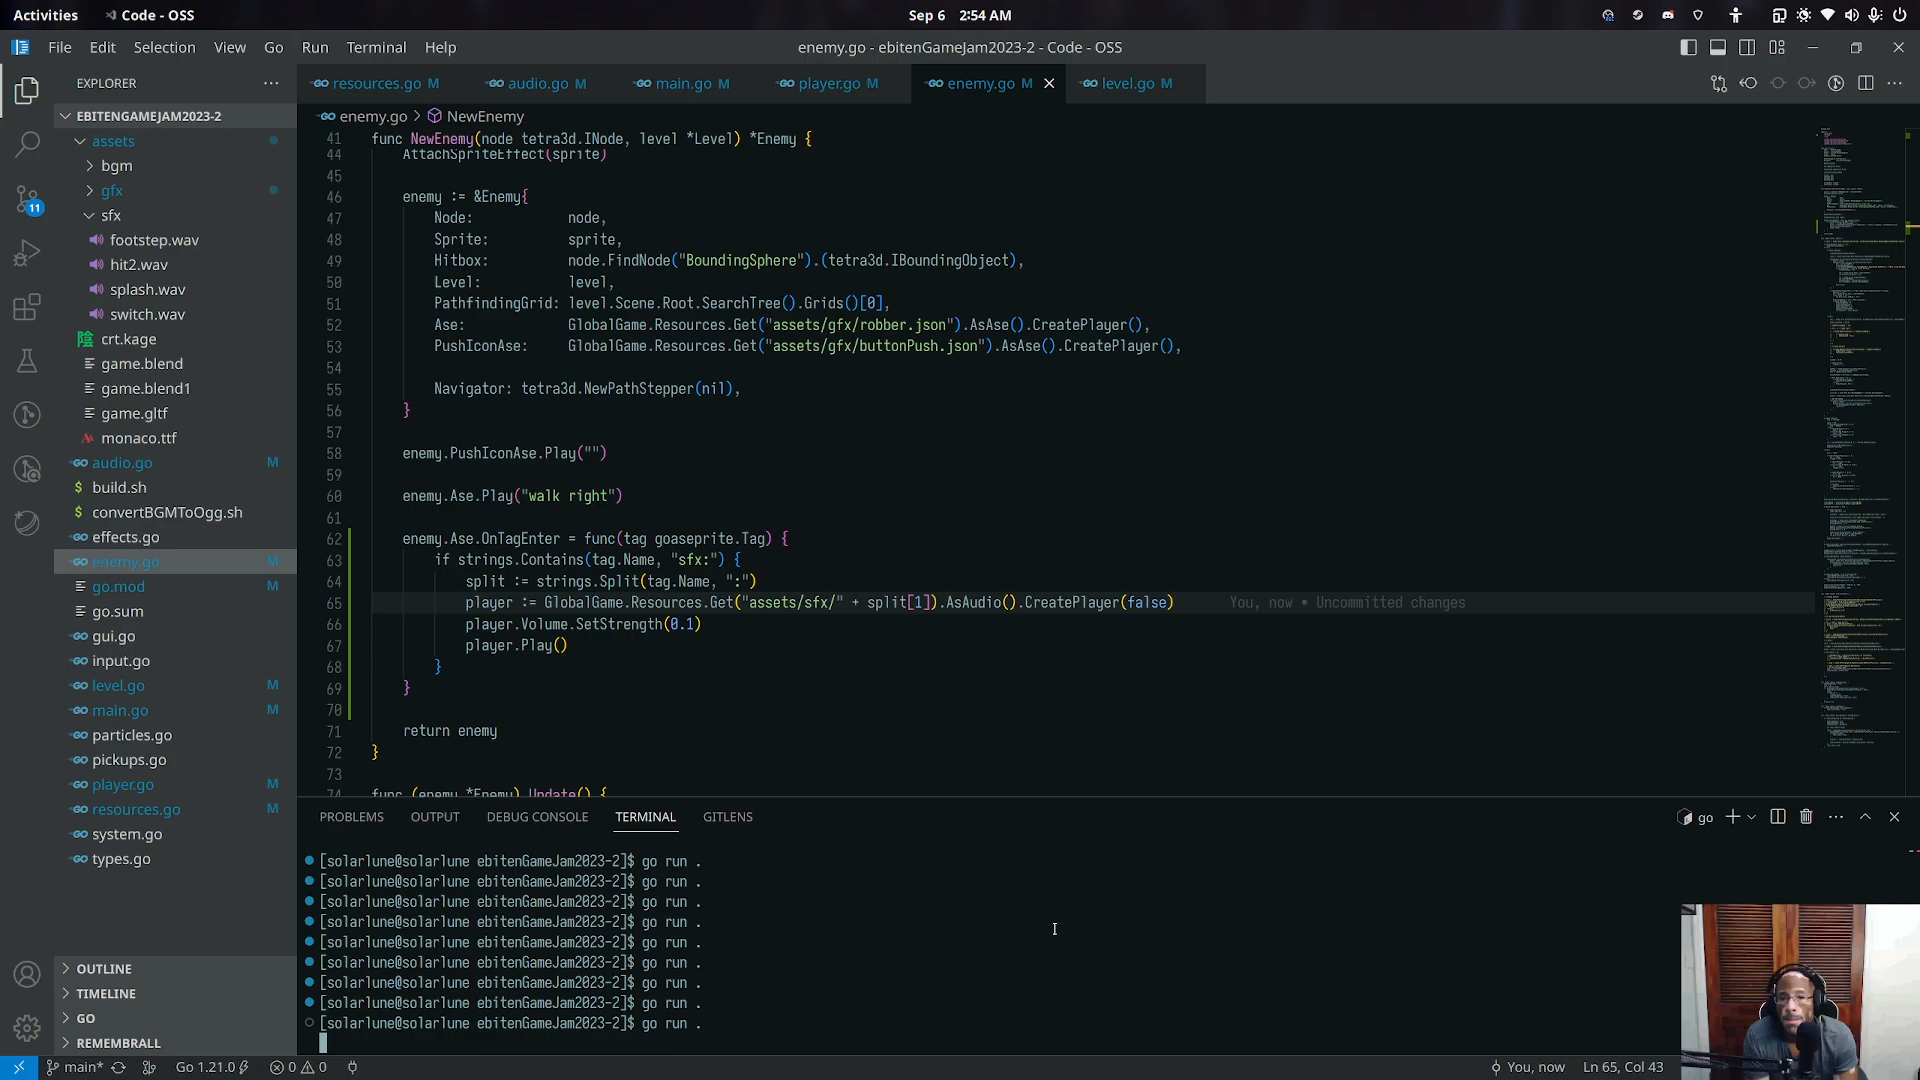 Activities
Code - OSS
Sep 6 2:54 AM
File Edit Selection View Go Run Terminal Help
enemy.go - ebitenGameJam2023-2 - Code - OSS
EXPLORER
resources.go M
audio.go M
main.go M
player.go M
enemy.go M
level.go M
EBITENGAMEJAM2023-2
assets
bgm
gfx
sfx
footstep.wav
hit2.wav
splash.wav
switch.wav
crt.kage
game.blend
game.blend1
game.gltf
monaco.ttf
audio.go M
build.sh
convertBGMToOgg.sh
effects.go
enemy.go M
go.mod M
go.sum
gui.go
input.go
level.go M
main.go M
particles.go
pickups.go
player.go M
resources.go M
system.go
types.go
OUTLINE
TIMELINE
GO
REMEMBRALL
11
enemy.go > NewEnemy
41 func NewEnemy(node tetra3d.INode, level *Level) *Enemy {
44 AttachSpriteEffect(sprite)
45
46 enemy := &Enemy{
47 Node: node,
48 Sprite: sprite,
49 Hitbox: node.FindNode("BoundingSphere").(tetra3d.IBoundingObject),
50 Level: level,
51 PathfindingGrid: level.Scene.Root.SearchTree().Grids()[0],
52 Ase: GlobalGame.Resources.Get("assets/gfx/robber.json").AsAse().CreatePlayer(),
53 PushIconAse: GlobalGame.Resources.Get("assets/gfx/buttonPush.json").AsAse().CreatePlayer(),
54
55 Navigator: tetra3d.NewPathStepper(nil),
56 }
57
58 enemy.PushIconAse.Play("")
59
60 enemy.Ase.Play("walk right")
61
62 enemy.Ase.OnTagEnter = func(tag goaseprite.Tag) {
63 if strings.Contains(tag.Name, "sfx:") {
64 split := strings.Split(tag.Name, ":")
65 player := GlobalGame.Resources.Get("assets/sfx/" + split[1]).AsAudio().CreatePlayer(false) You, now • Uncommitted changes
66 player.Volume.SetStrength(0.1)
67 player.Play()
68 }
69 }
70
71 return enemy
72 }
73
74 func (enemy *Enemy) Update() {
PROBLEMS OUTPUT DEBUG CONSOLE TERMINAL GITLENS
go
[solarlune@solarlune ebitenGameJam2023-2]$ go run .
[solarlune@solarlune ebitenGameJam2023-2]$ go run .
[solarlune@solarlune ebitenGameJam2023-2]$ go run .
[solarlune@solarlune ebitenGameJam2023-2]$ go run .
[solarlune@solarlune ebitenGameJam2023-2]$ go run .
[solarlune@solarlune ebitenGameJam2023-2]$ go run .
[solarlune@solarlune ebitenGameJam2023-2]$ go run .
[solarlune@solarlune ebitenGameJam2023-2]$ go run .
[solarlune@solarlune ebitenGameJam2023-2]$ go run .
main* Go 1.21.0 0 0 You, now Ln 65, Col 43